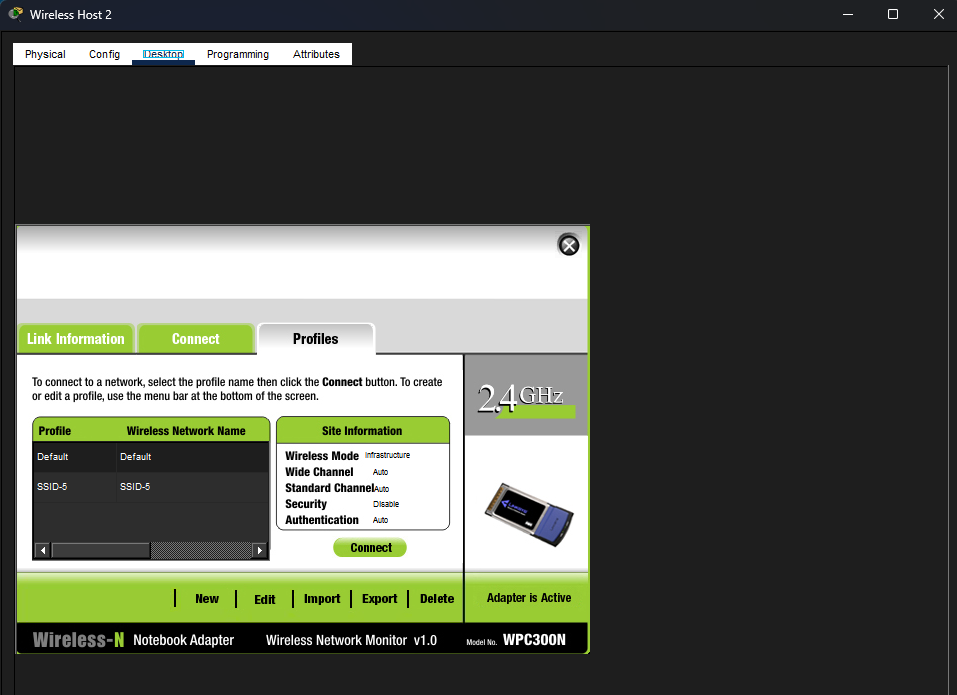 Wireless Host 2
Physical Config Desktop Programming Attributes
Link Information Connect Profiles
To connect to a network, select the profile name then click the Connect button. To create
or edit a profile, use the menu bar at the bottom of the screen.
2.4GHz
Profile Wireless Network Name
Default Default
SSID-5 SSID-5
Site Information
Wireless Mode Infrastructure
Wide Channel Auto
Standard Channel Auto
Security Disable
Authentication Auto
Connect
New Edit Import Export Delete
Adapter is Active
Wireless-N Notebook Adapter Wireless Network Monitor v1.0 Model No. WPC300N